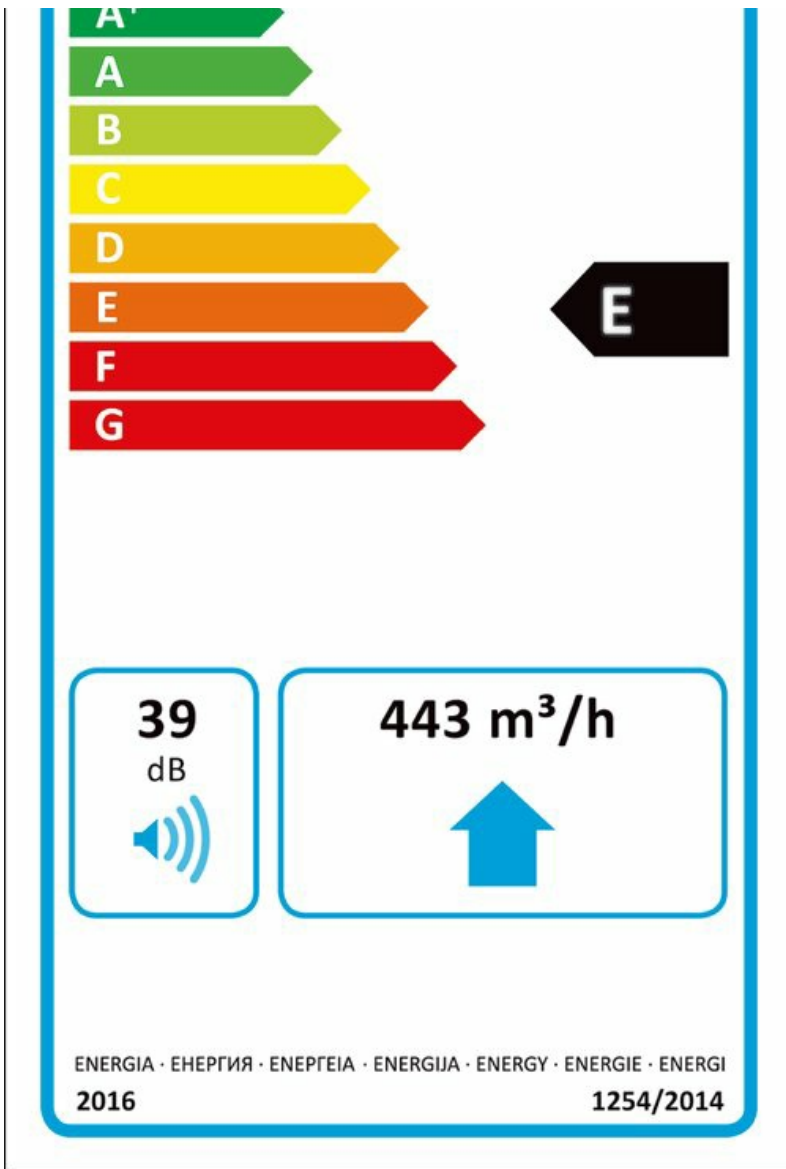 A+
A
B
C
D
E
E
F
G
39
dB
443 m³/h
ENERGIA · ЕНЕРГИЯ · ΕΝΕΡΓΕΙΑ · ENERGIJA · ENERGY · ENERGIE · ENERGI
2016
1254/2014